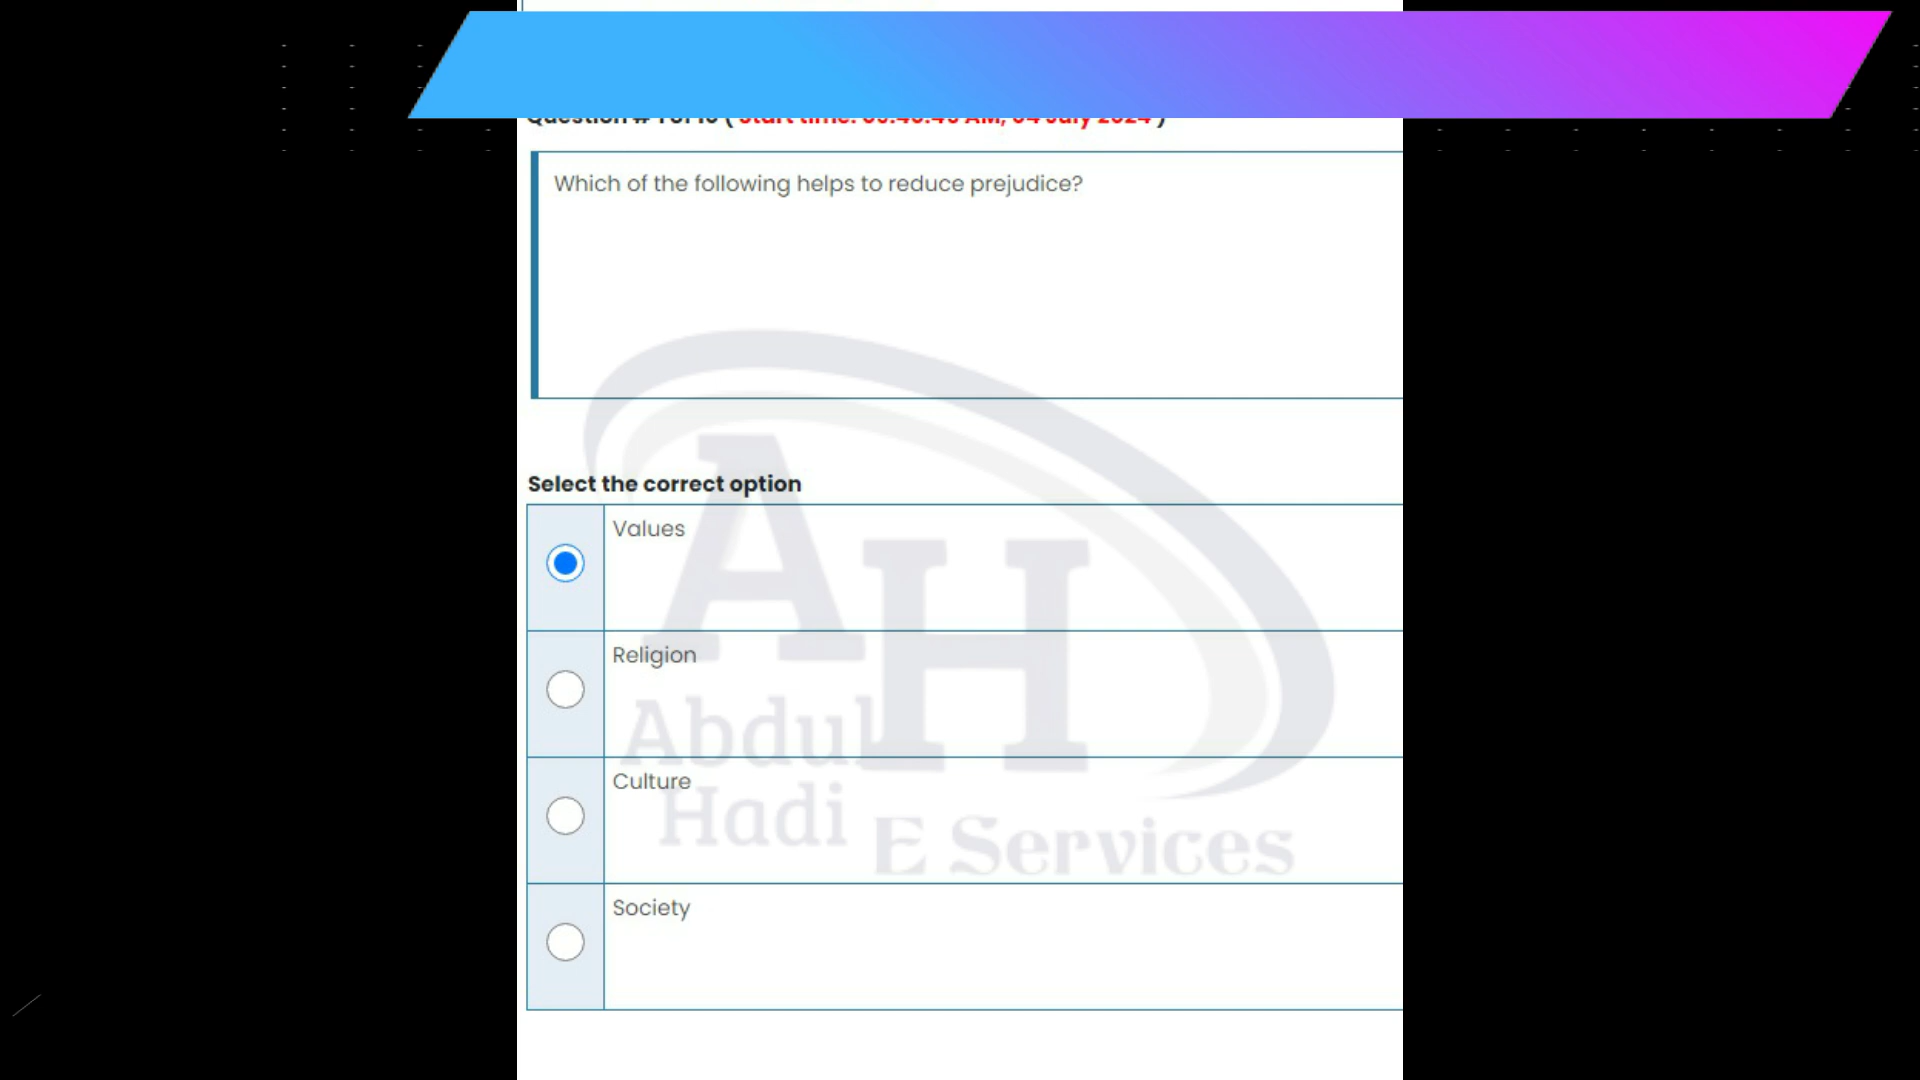 Which of the following helps to reduce prejudice?
Select the correct option
Values
Religion
Culture
Society
AH
Abdul
Hadi
E Services